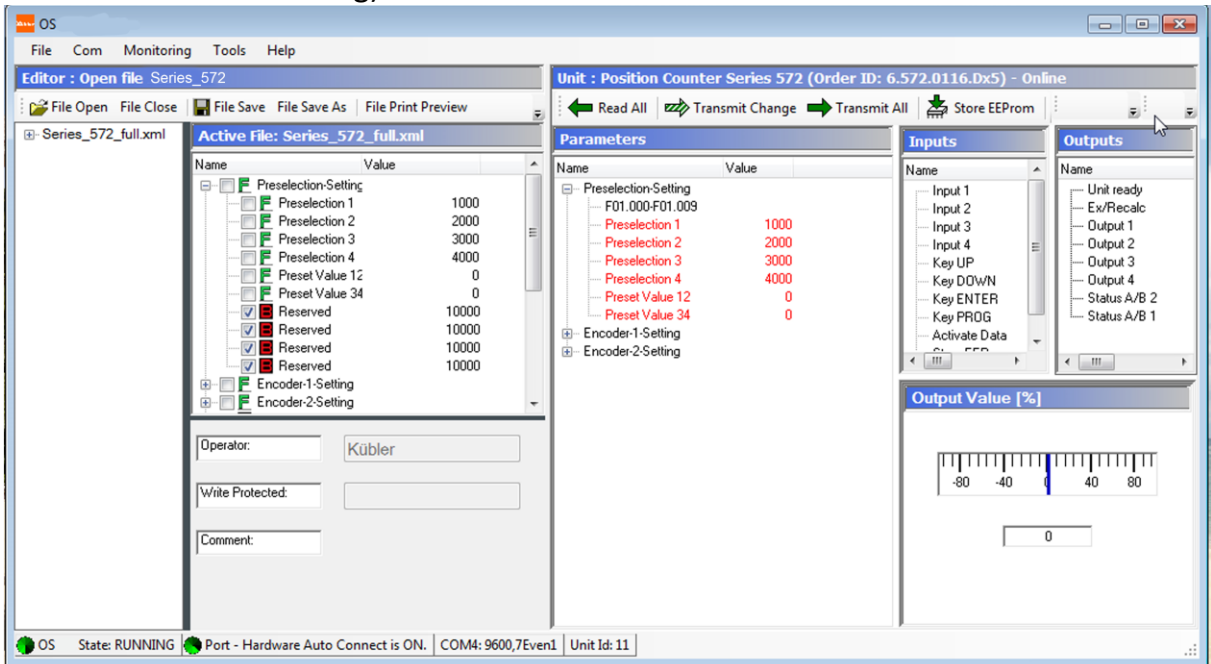 OS
File Com Monitoring Tools Help
Editor : Open file Series_572
File Open File Close File Save File Save As File Print Preview
Series_572_full.xml
Active File: Series_572_full.xml
Name Value
Preselection-Setting
F Preselection 1 1000
F Preselection 2 2000
F Preselection 3 3000
F Preselection 4 4000
F Preset Value 12 0
F Preset Value 34 0
B Reserved 10000
B Reserved 10000
B Reserved 10000
B Reserved 10000
F Encoder-1-Setting
F Encoder-2-Setting
Operator: Kübler
Write Protected:
Comment:
Unit : Position Counter Series 572 (Order ID: 6.572.0116.Dx5) - Online
Read All Transmit Change Transmit All Store EEProm
Parameters
Name Value
Preselection-Setting
F01.000-F01.009
Preselection 1 1000
Preselection 2 2000
Preselection 3 3000
Preselection 4 4000
Preset Value 12 0
Preset Value 34 0
Encoder-1-Setting
Encoder-2-Setting
Inputs
Name
Input 1
Input 2
Input 3
Input 4
Key UP
Key DOWN
Key ENTER
Key PROG
Activate Data
Outputs
Name
Unit ready
Ex/Recalc
Output 1
Output 2
Output 3
Output 4
Status A/B 2
Status A/B 1
Output Value [%]
-80 -40 0 40 80
0
OS State: RUNNING Port - Hardware Auto Connect is ON. COM4: 9600,7Even1 Unit Id: 11